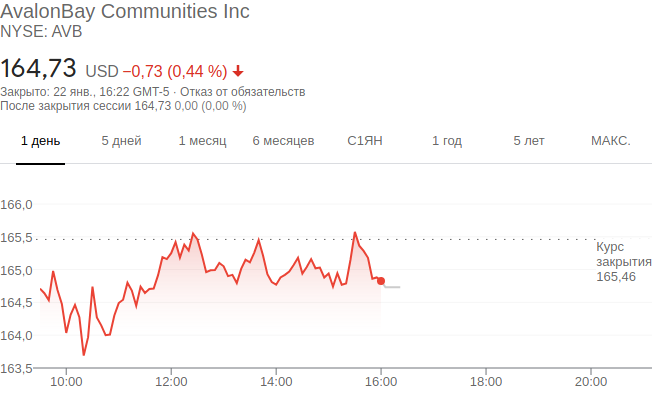 AvalonBay Communities Inc
NYSE: AVB
164,73 USD −0,73 (0,44 %)
Закрыто: 22 янв., 16:22 GMT-5 · Отказ от обязательств
После закрытия сессии 164,73 0,00 (0,00 %)
1 день 5 дней 1 месяц 6 месяцев С1ЯН 1 год 5 лет МАКС.
166,0
165,5
Курс
закрытия
165,46
165,0
164,5
164,0
163,5
10:00 12:00 14:00 16:00 18:00 20:00